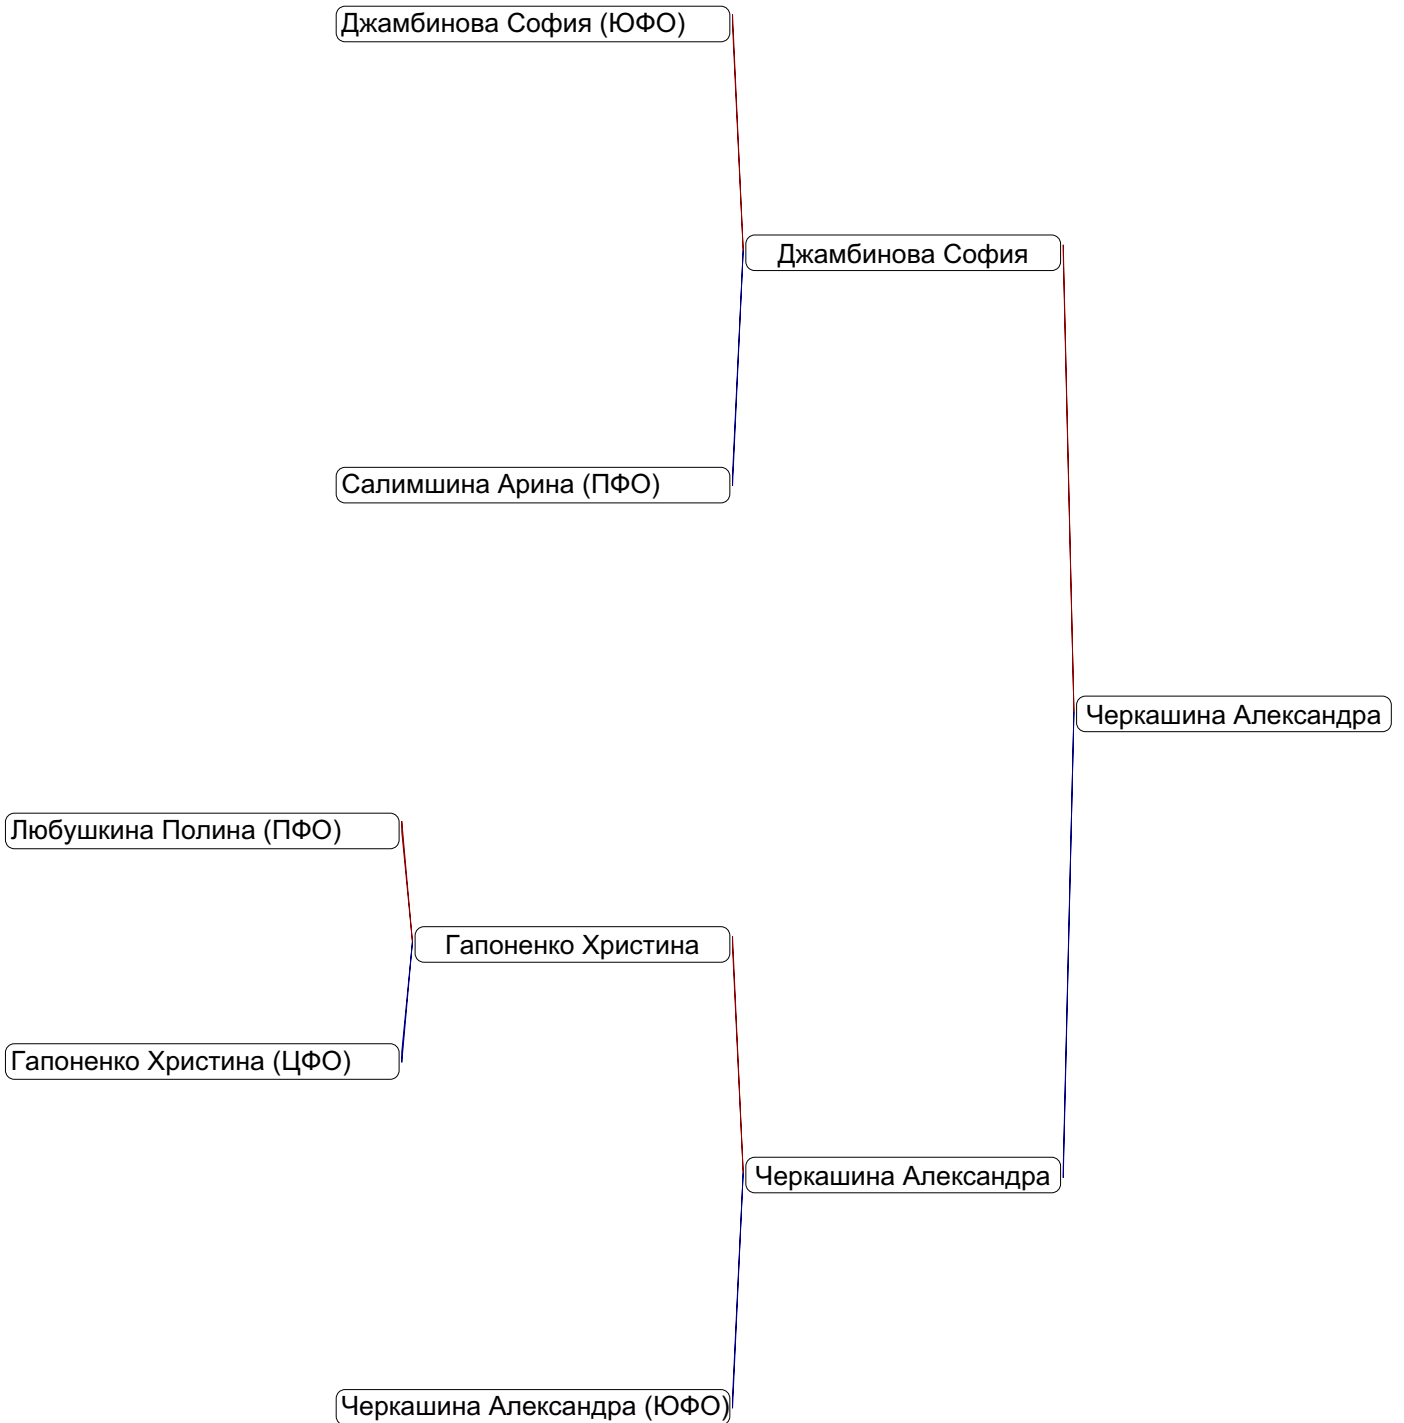 Джамбинова София (ЮФО)
Джамбинова София
Салимшина Арина (ПФО)
Черкашина Александра
Любушкина Полина (ПФО)
Гапоненко Христина
Гапоненко Христина (ЦФО)
Черкашина Александра
Черкашина Александра (ЮФО)